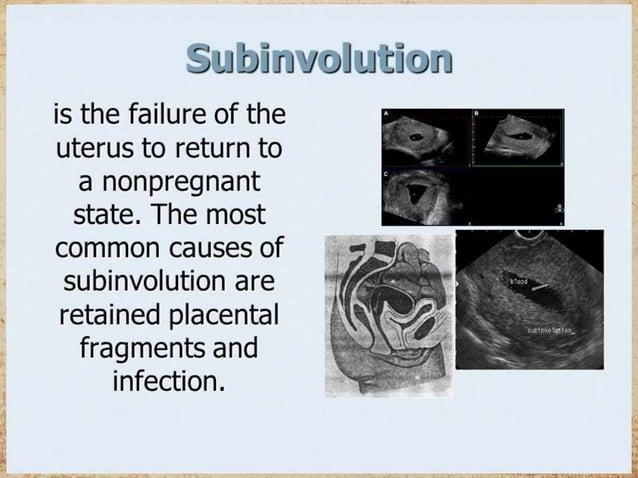 Subinvolution
is the failure of the
uterus to return to
a nonpregnant
state. The most
common causes of
subinvolution are
retained placental
fragments and
infection.
A
B
C
blood
subinvolution_